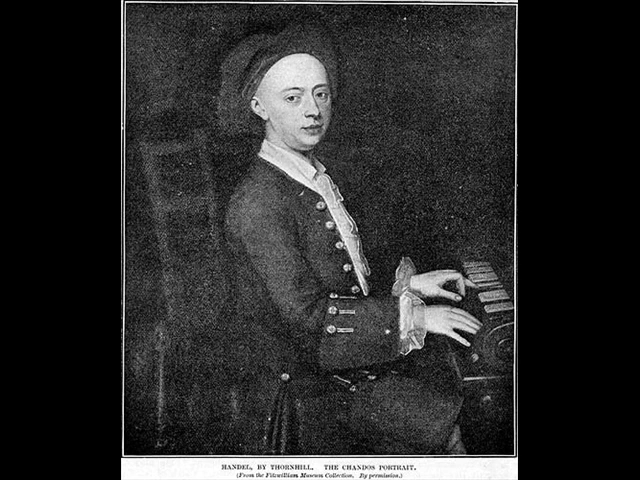 HANDEL, BY THORNHILL. THE CHANDOS PORTRAIT.
(From the Fitzwilliam Museum Collection. By permission.)